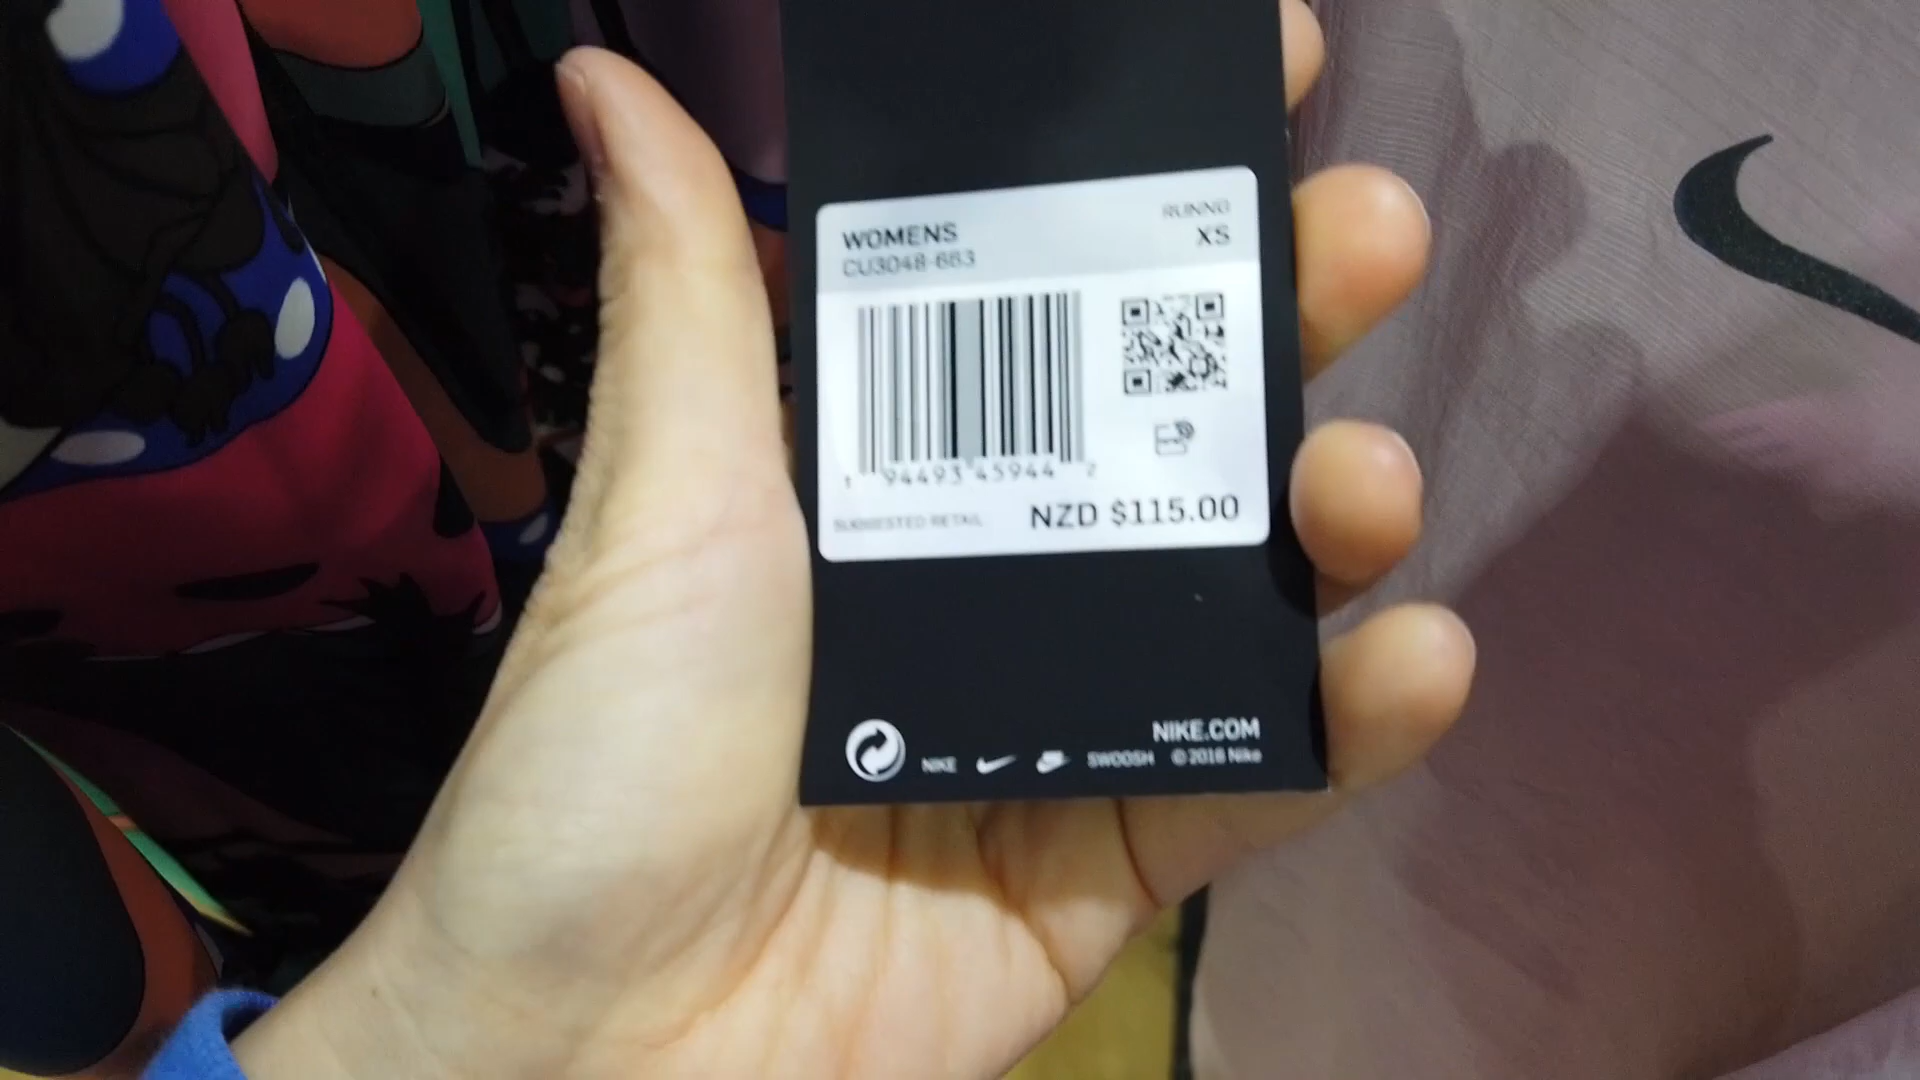 RUNNG
WOMENS
XS
CU3048-663
1 94493 45944 2
SUGGESTED RETAIL
NZD $115.00
NIKE.COM
NIKE SWOOSH © 2016 Nike